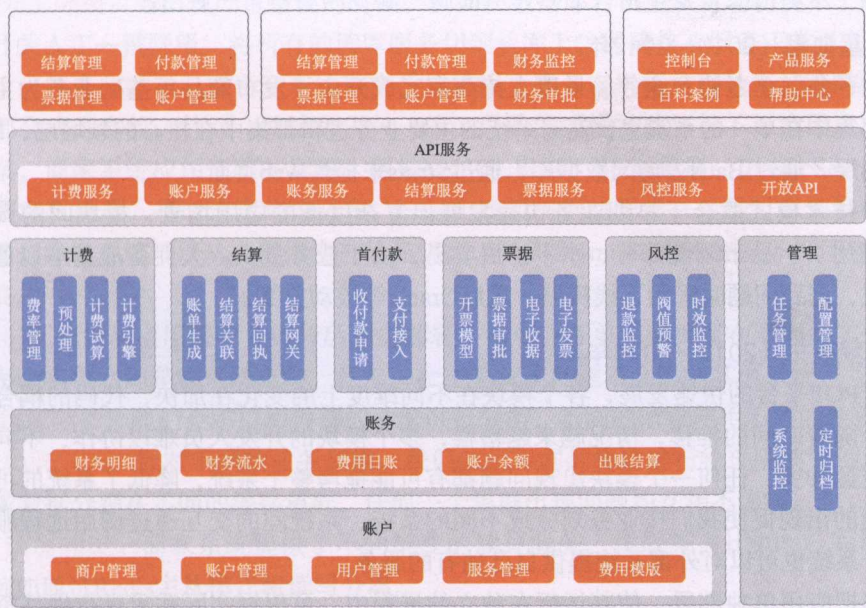 结算管理 付款管理
票据管理 账户管理
结算管理 付款管理 财务监控
票据管理 账户管理 财务审批
控制台 产品服务
百科案例 帮助中心
API服务
计费服务 账户服务 账务服务 结算服务 票据服务 风控服务 开放API
计费
费率管理
预处理
计费试算
计费引擎
结算
账单生成
结算关联
结算回执
结算网关
首付款
收付款申请
支付接入
票据
开票模型
票据审批
电子收据
电子发票
风控
退款监控
阀值预警
时效监控
管理
任务管理
配置管理
系统监控
定时归档
账务
财务明细 财务流水 费用日账 账户余额 出账结算
账户
商户管理 账户管理 用户管理 服务管理 费用模版